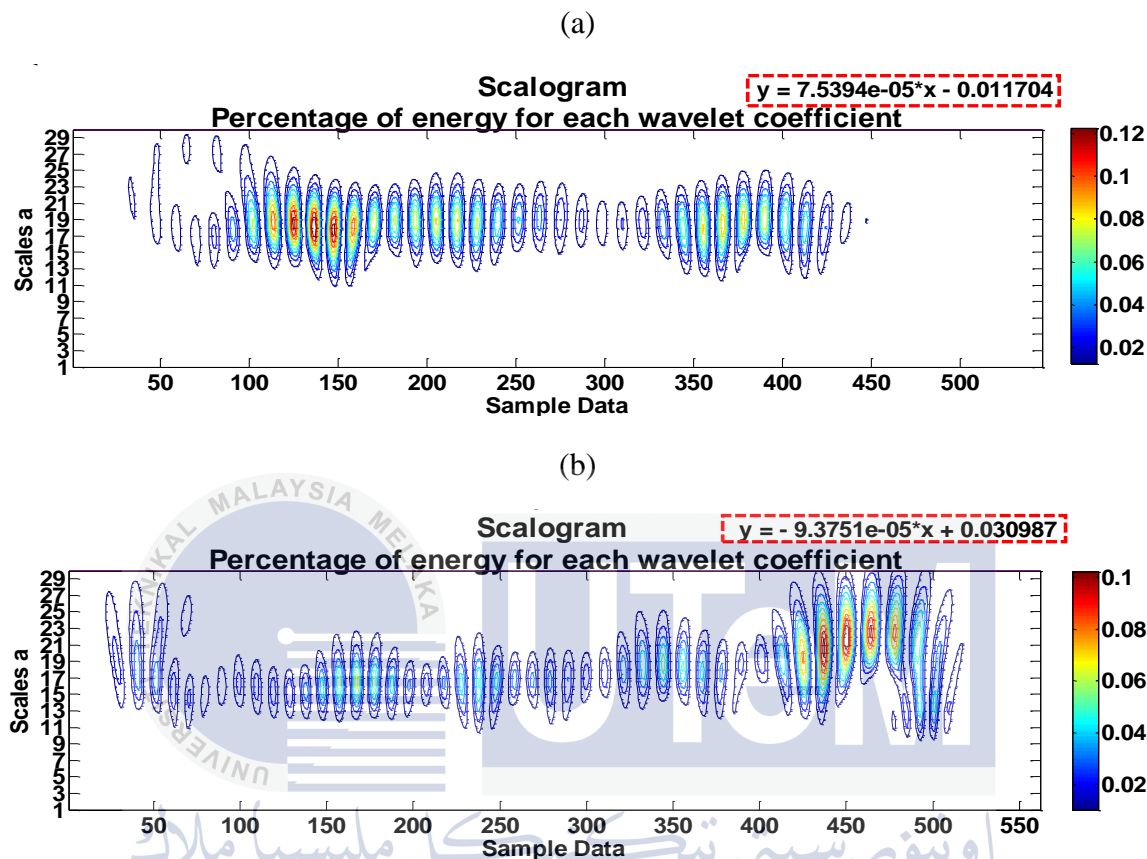 (a)
Scalogram
y = 7.5394e-05*x - 0.011704
Percentage of energy for each wavelet coefficient
29
27
25
23
21
19
17
15
13
11
9
7
5
3
1
Scales a
50 100 150 200 250 300 350 400 450 500
Sample Data
0.12
0.1
0.08
0.06
0.04
0.02
(b)
Scalogram
y = - 9.3751e-05*x + 0.030987
Percentage of energy for each wavelet coefficient
29
27
25
23
21
19
17
15
13
11
9
7
5
3
1
Scales a
50 100 150 200 250 300 350 400 450 500 550
Sample Data
0.1
0.08
0.06
0.04
0.02
MALAYSIA
UTeM